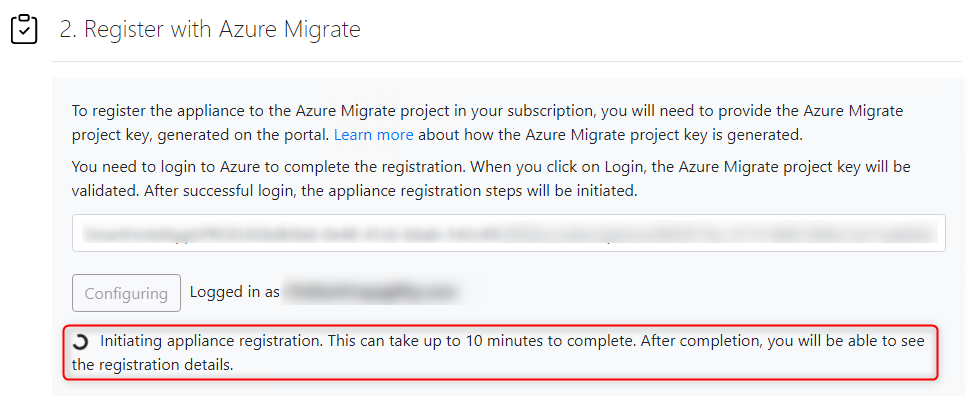 2. Register with Azure Migrate
To register the appliance to the Azure Migrate project in your subscription, you will need to provide the Azure Migrate
project key, generated on the portal. Learn more about how the Azure Migrate project key is generated.
You need to login to Azure to complete the registration. When you click on Login, the Azure Migrate project key will be
validated. After successful login, the appliance registration steps will be initiated.
Configuring Logged in as
Initiating appliance registration. This can take up to 10 minutes to complete. After completion, you will be able to see
the registration details.